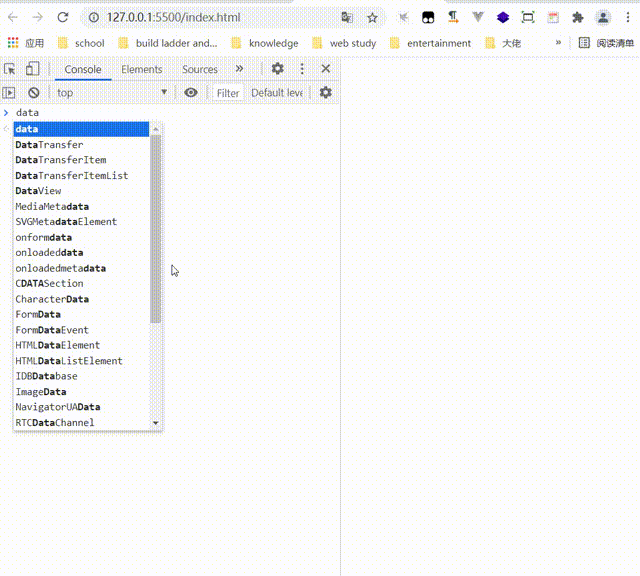 127.0.0.1:5500/index.html
应用 school build ladder and... knowledge web study entertainment 大佬 » 阅读清单
Console Elements Sources »
top Filter Default leve
> data
data
DataTransfer
DataTransferItem
DataTransferItemList
DataView
MediaMetadata
SVGMetadataElement
onformdata
onloadeddata
onloadedmetadata
CDATASection
CharacterData
FormData
FormDataEvent
HTMLDataElement
HTMLDataListElement
IDBDatabase
ImageData
NavigatorUAData
RTCDataChannel